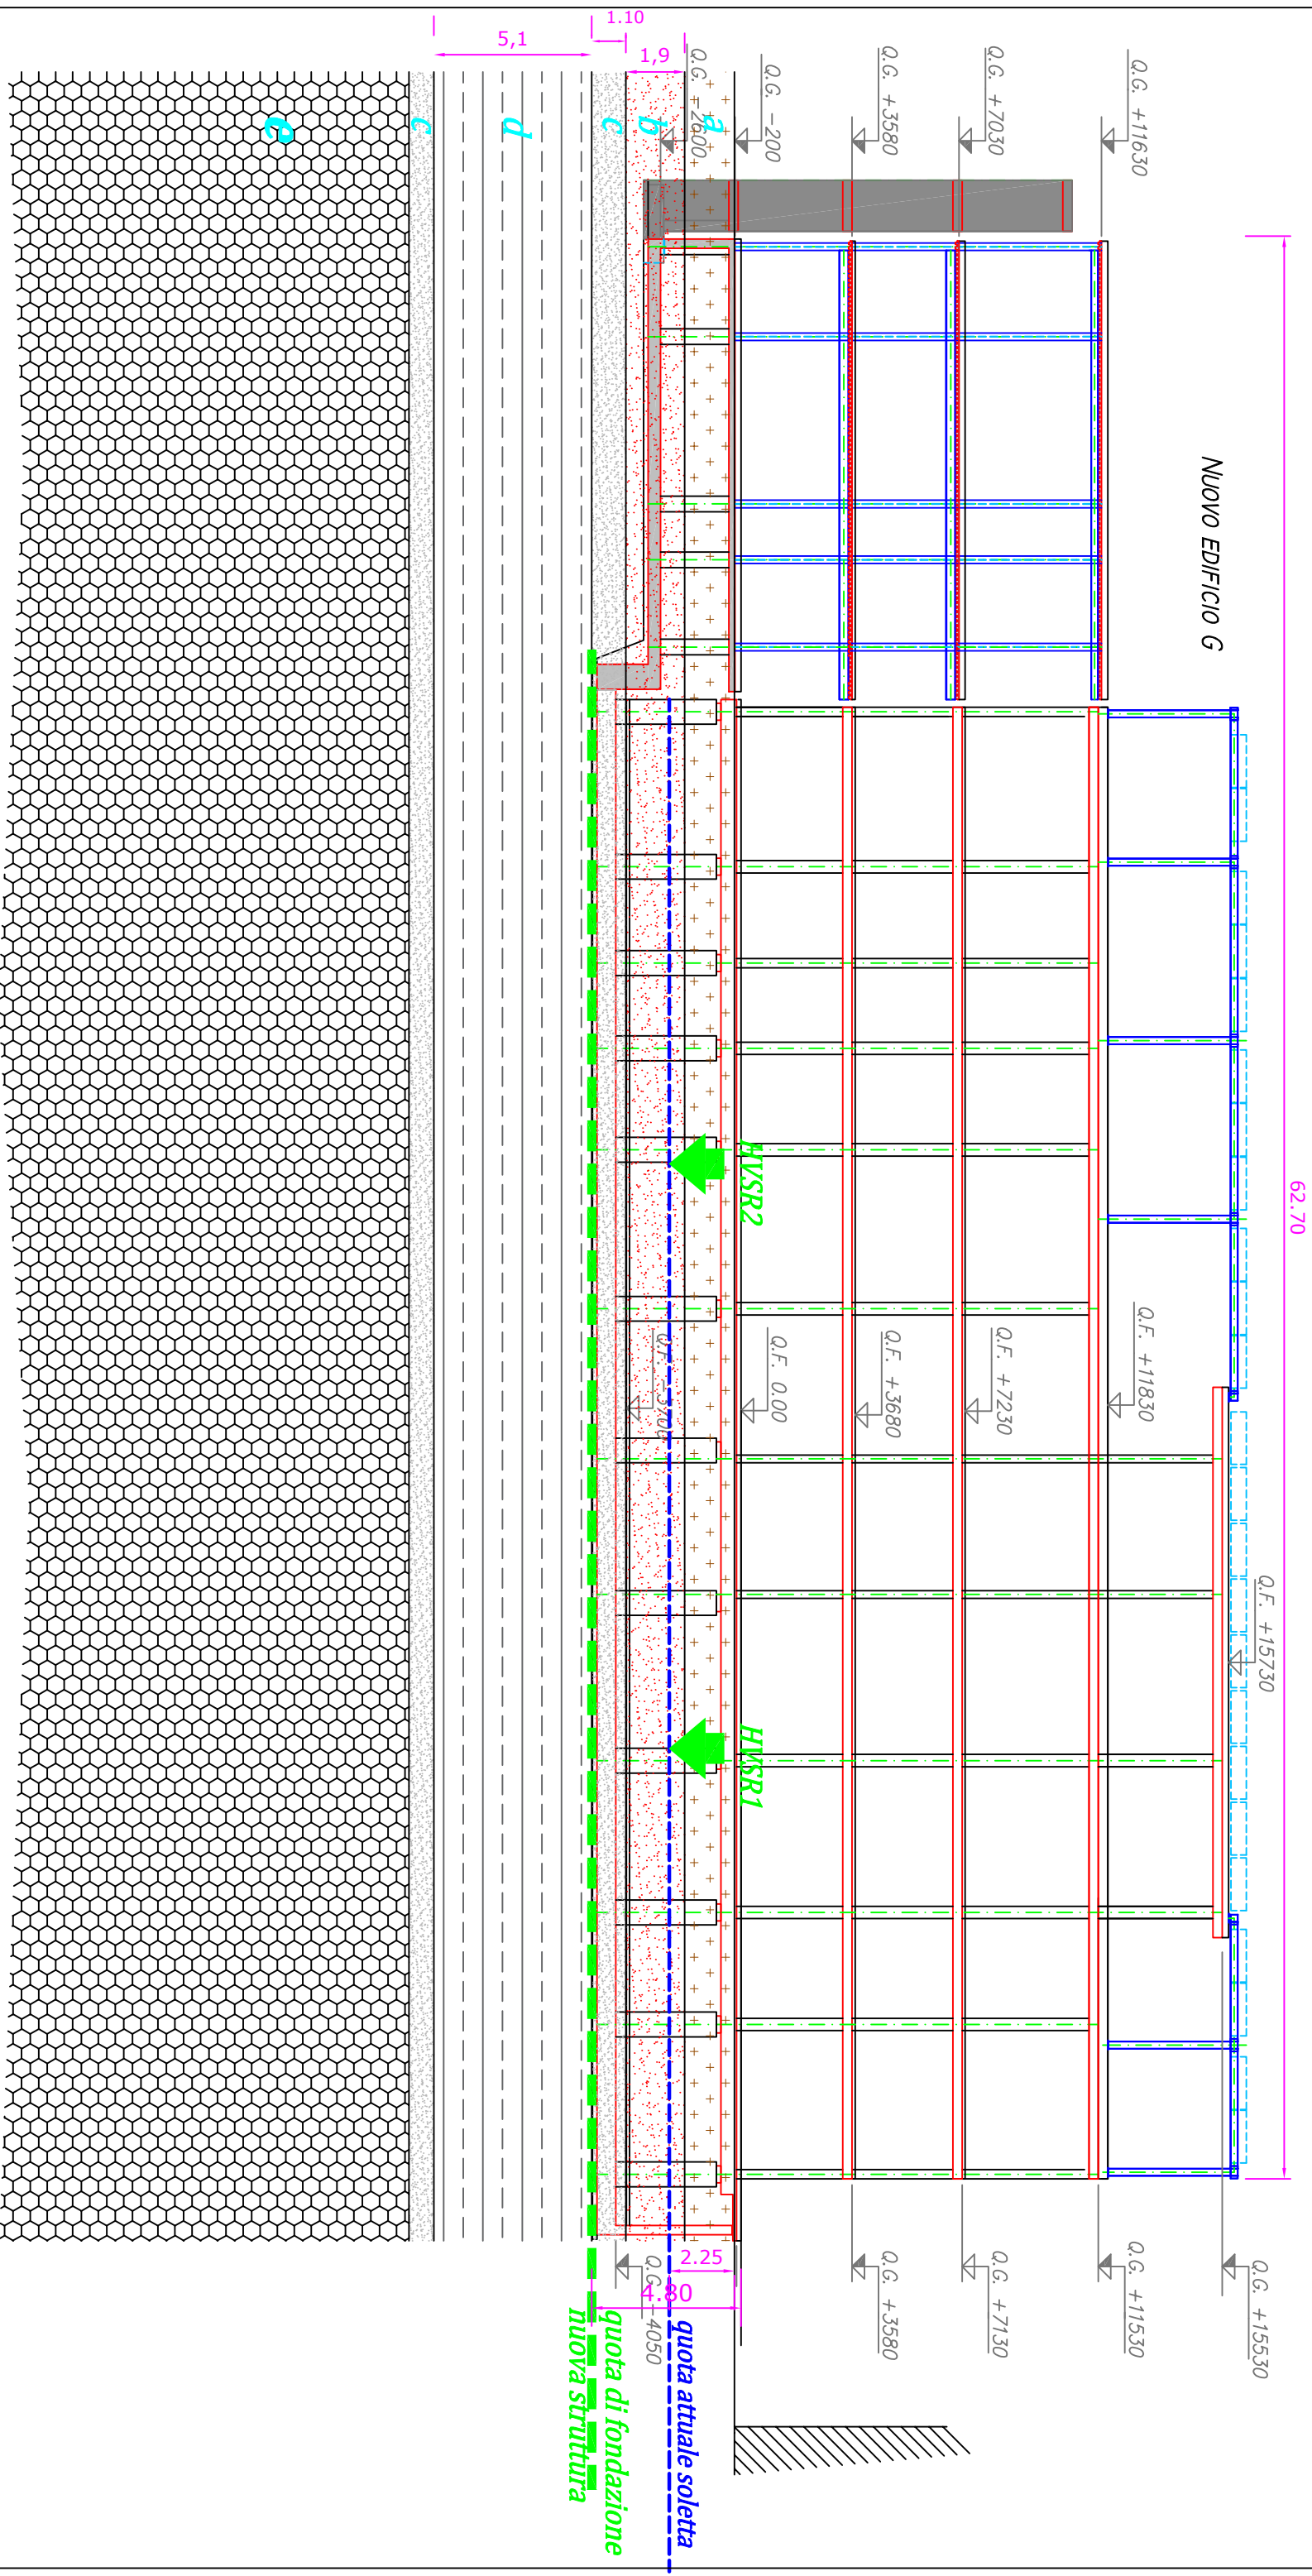 62.70
NUOVO EDIFICIO G
Q.F. +15730
Q.G. +15530
Q.G. +11630
Q.F. +11830
Q.G. +11530
Q.G. +7030
Q.F. +7230
Q.G. +7130
Q.G. +3580
Q.F. +3680
Q.G. +3580
Q.G. -200
HVSR2
Q.F. 0.00
HVSR1
Q.G. -2600
a
2.25
quota attuale soletta
1,9
b
4.80
Q.G. -4050
1.10
c
quota di fondazione
nuova struttura
5,1
d
c
e